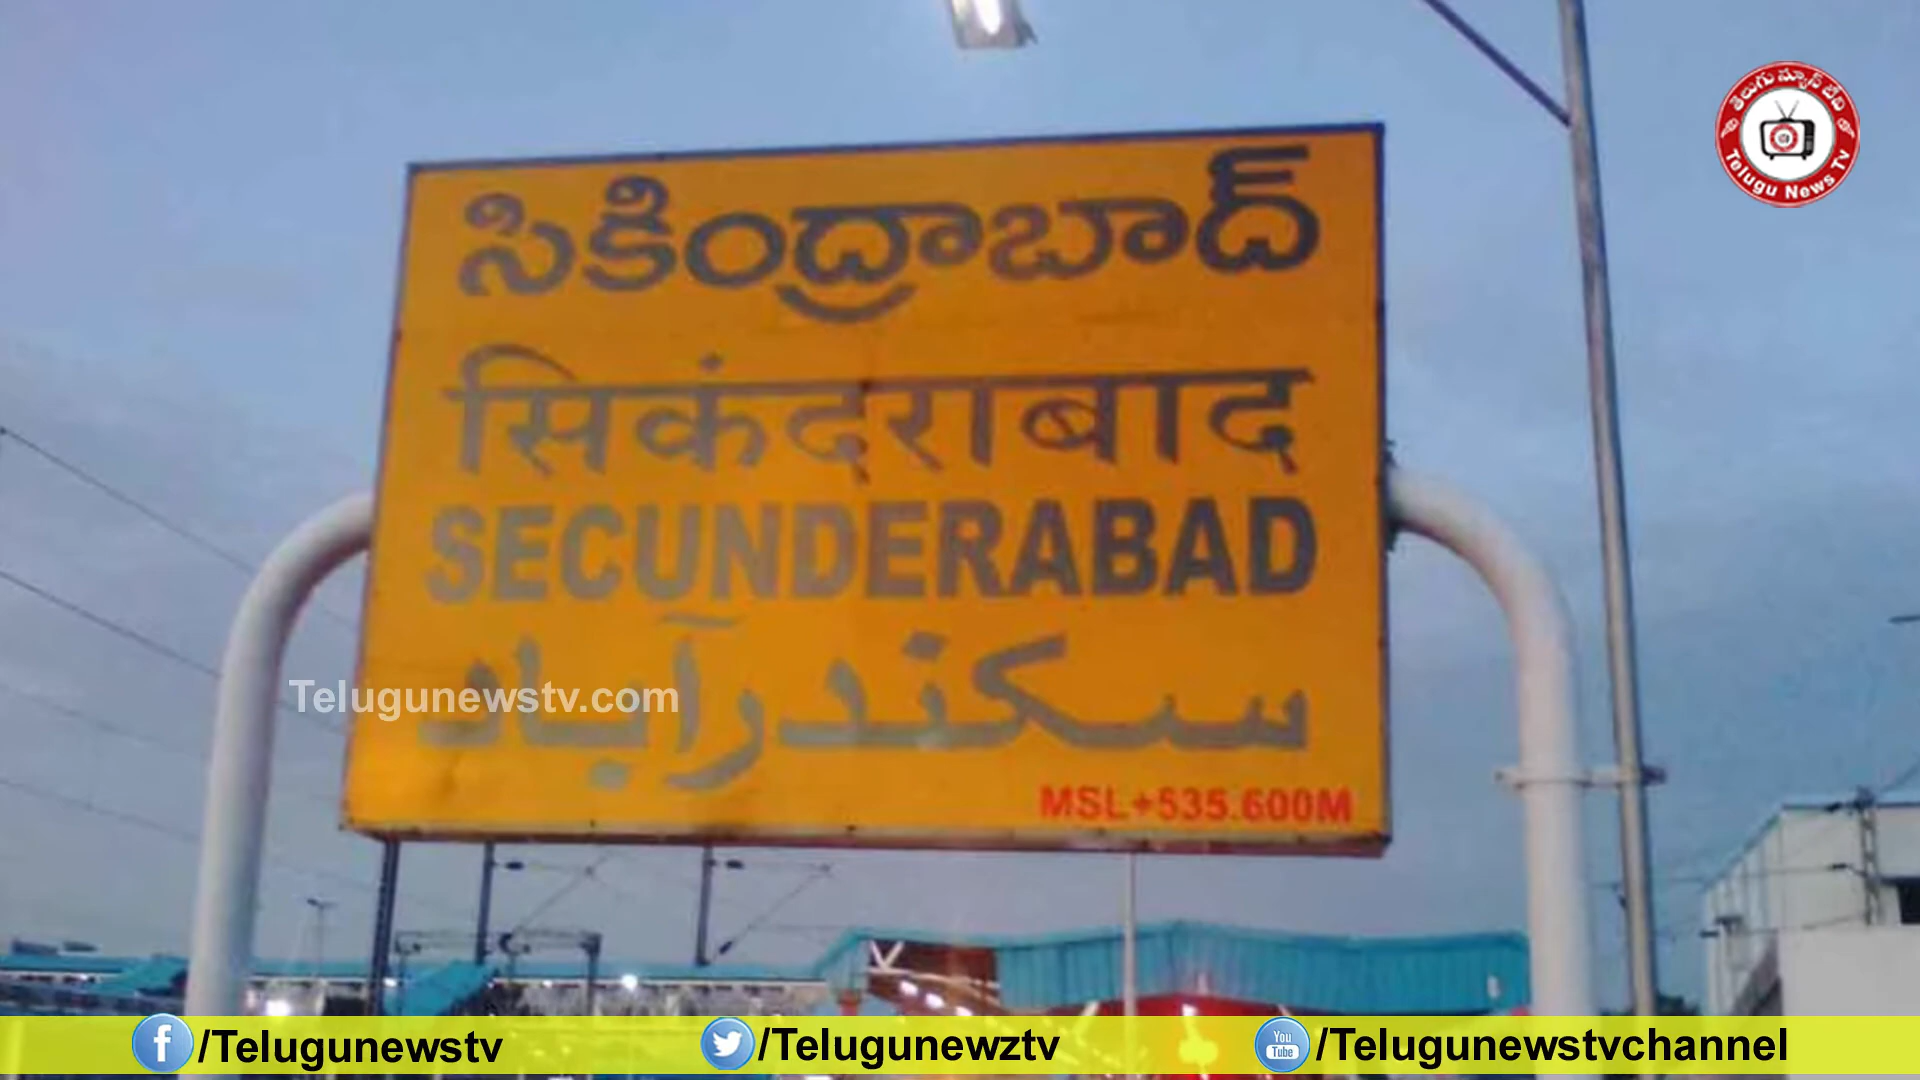 తెలుగు న్యూస్ టీవి
Telugu News Tv
సికింద్రాబాద్
सिकंदराबाद
SECUNDERABAD
سکندرآباد
Telugunewstv.com
MSL+535.600M
/Telugunewstv
/Telugunewztv
You
Tube
/Telugunewstvchannel